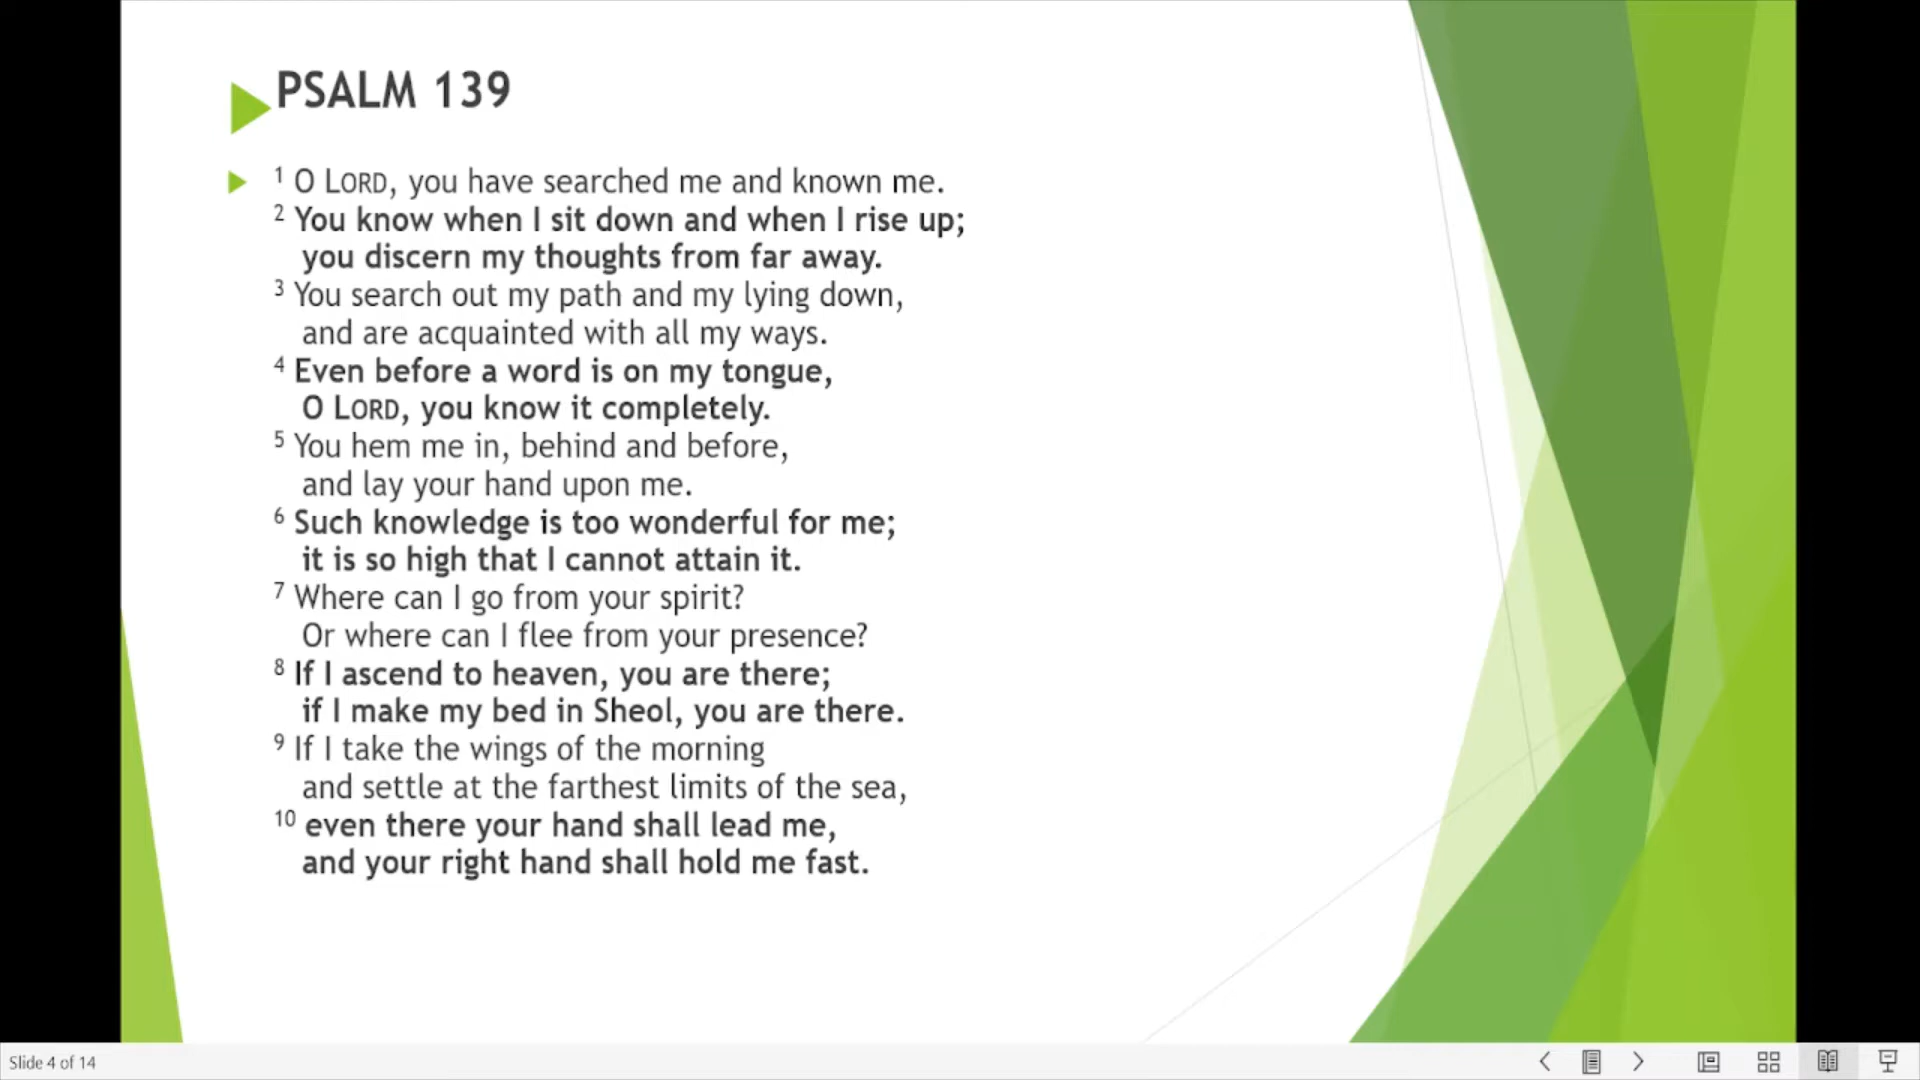 PSALM 139
1 O LORD, you have searched me and known me.
2 You know when I sit down and when I rise up;
you discern my thoughts from far away.
3 You search out my path and my lying down,
and are acquainted with all my ways.
4 Even before a word is on my tongue,
O LORD, you know it completely.
5 You hem me in, behind and before,
and lay your hand upon me.
6 Such knowledge is too wonderful for me;
it is so high that I cannot attain it.
7 Where can I go from your spirit?
Or where can I flee from your presence?
8 If I ascend to heaven, you are there;
if I make my bed in Sheol, you are there.
9 If I take the wings of the morning
and settle at the farthest limits of the sea,
10 even there your hand shall lead me,
and your right hand shall hold me fast.
Slide 4 of 14